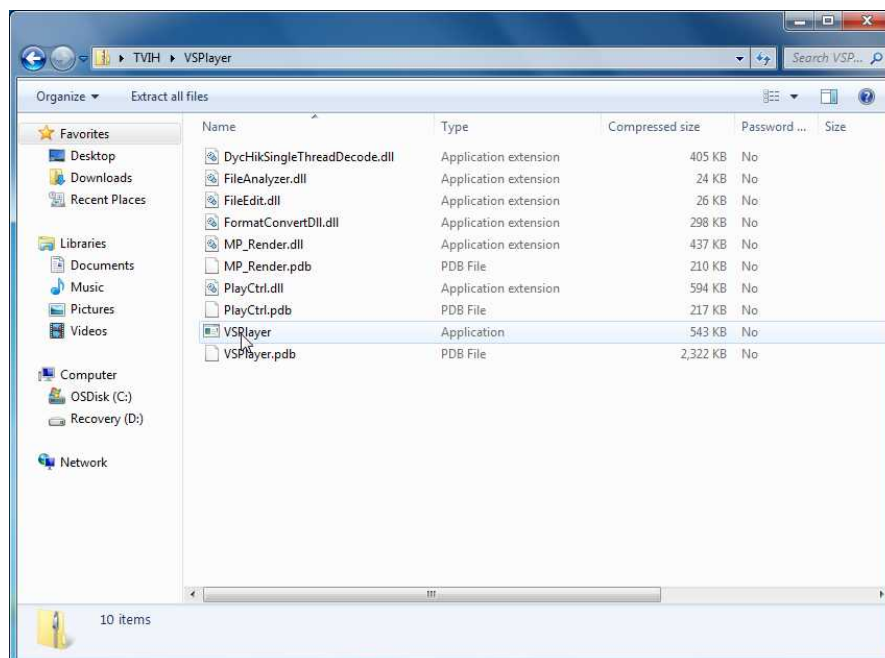 TVIH VSPlayer Search VSP...
Organize Extract all files
Name Type Compressed size Password ... Size
Favorites
Desktop
Downloads
Recent Places
Libraries
Documents
Music
Pictures
Videos
Computer
OSDisk (C:)
Recovery (D:)
Network
DycHikSingleThreadDecode.dll Application extension 405 KB No
FileAnalyzer.dll Application extension 24 KB No
FileEdit.dll Application extension 26 KB No
FormatConvertDll.dll Application extension 298 KB No
MP_Render.dll Application extension 437 KB No
MP_Render.pdb PDB File 210 KB No
PlayCtrl.dll Application extension 594 KB No
PlayCtrl.pdb PDB File 217 KB No
VSPlayer Application 543 KB No
VSPlayer.pdb PDB File 2,322 KB No
10 items